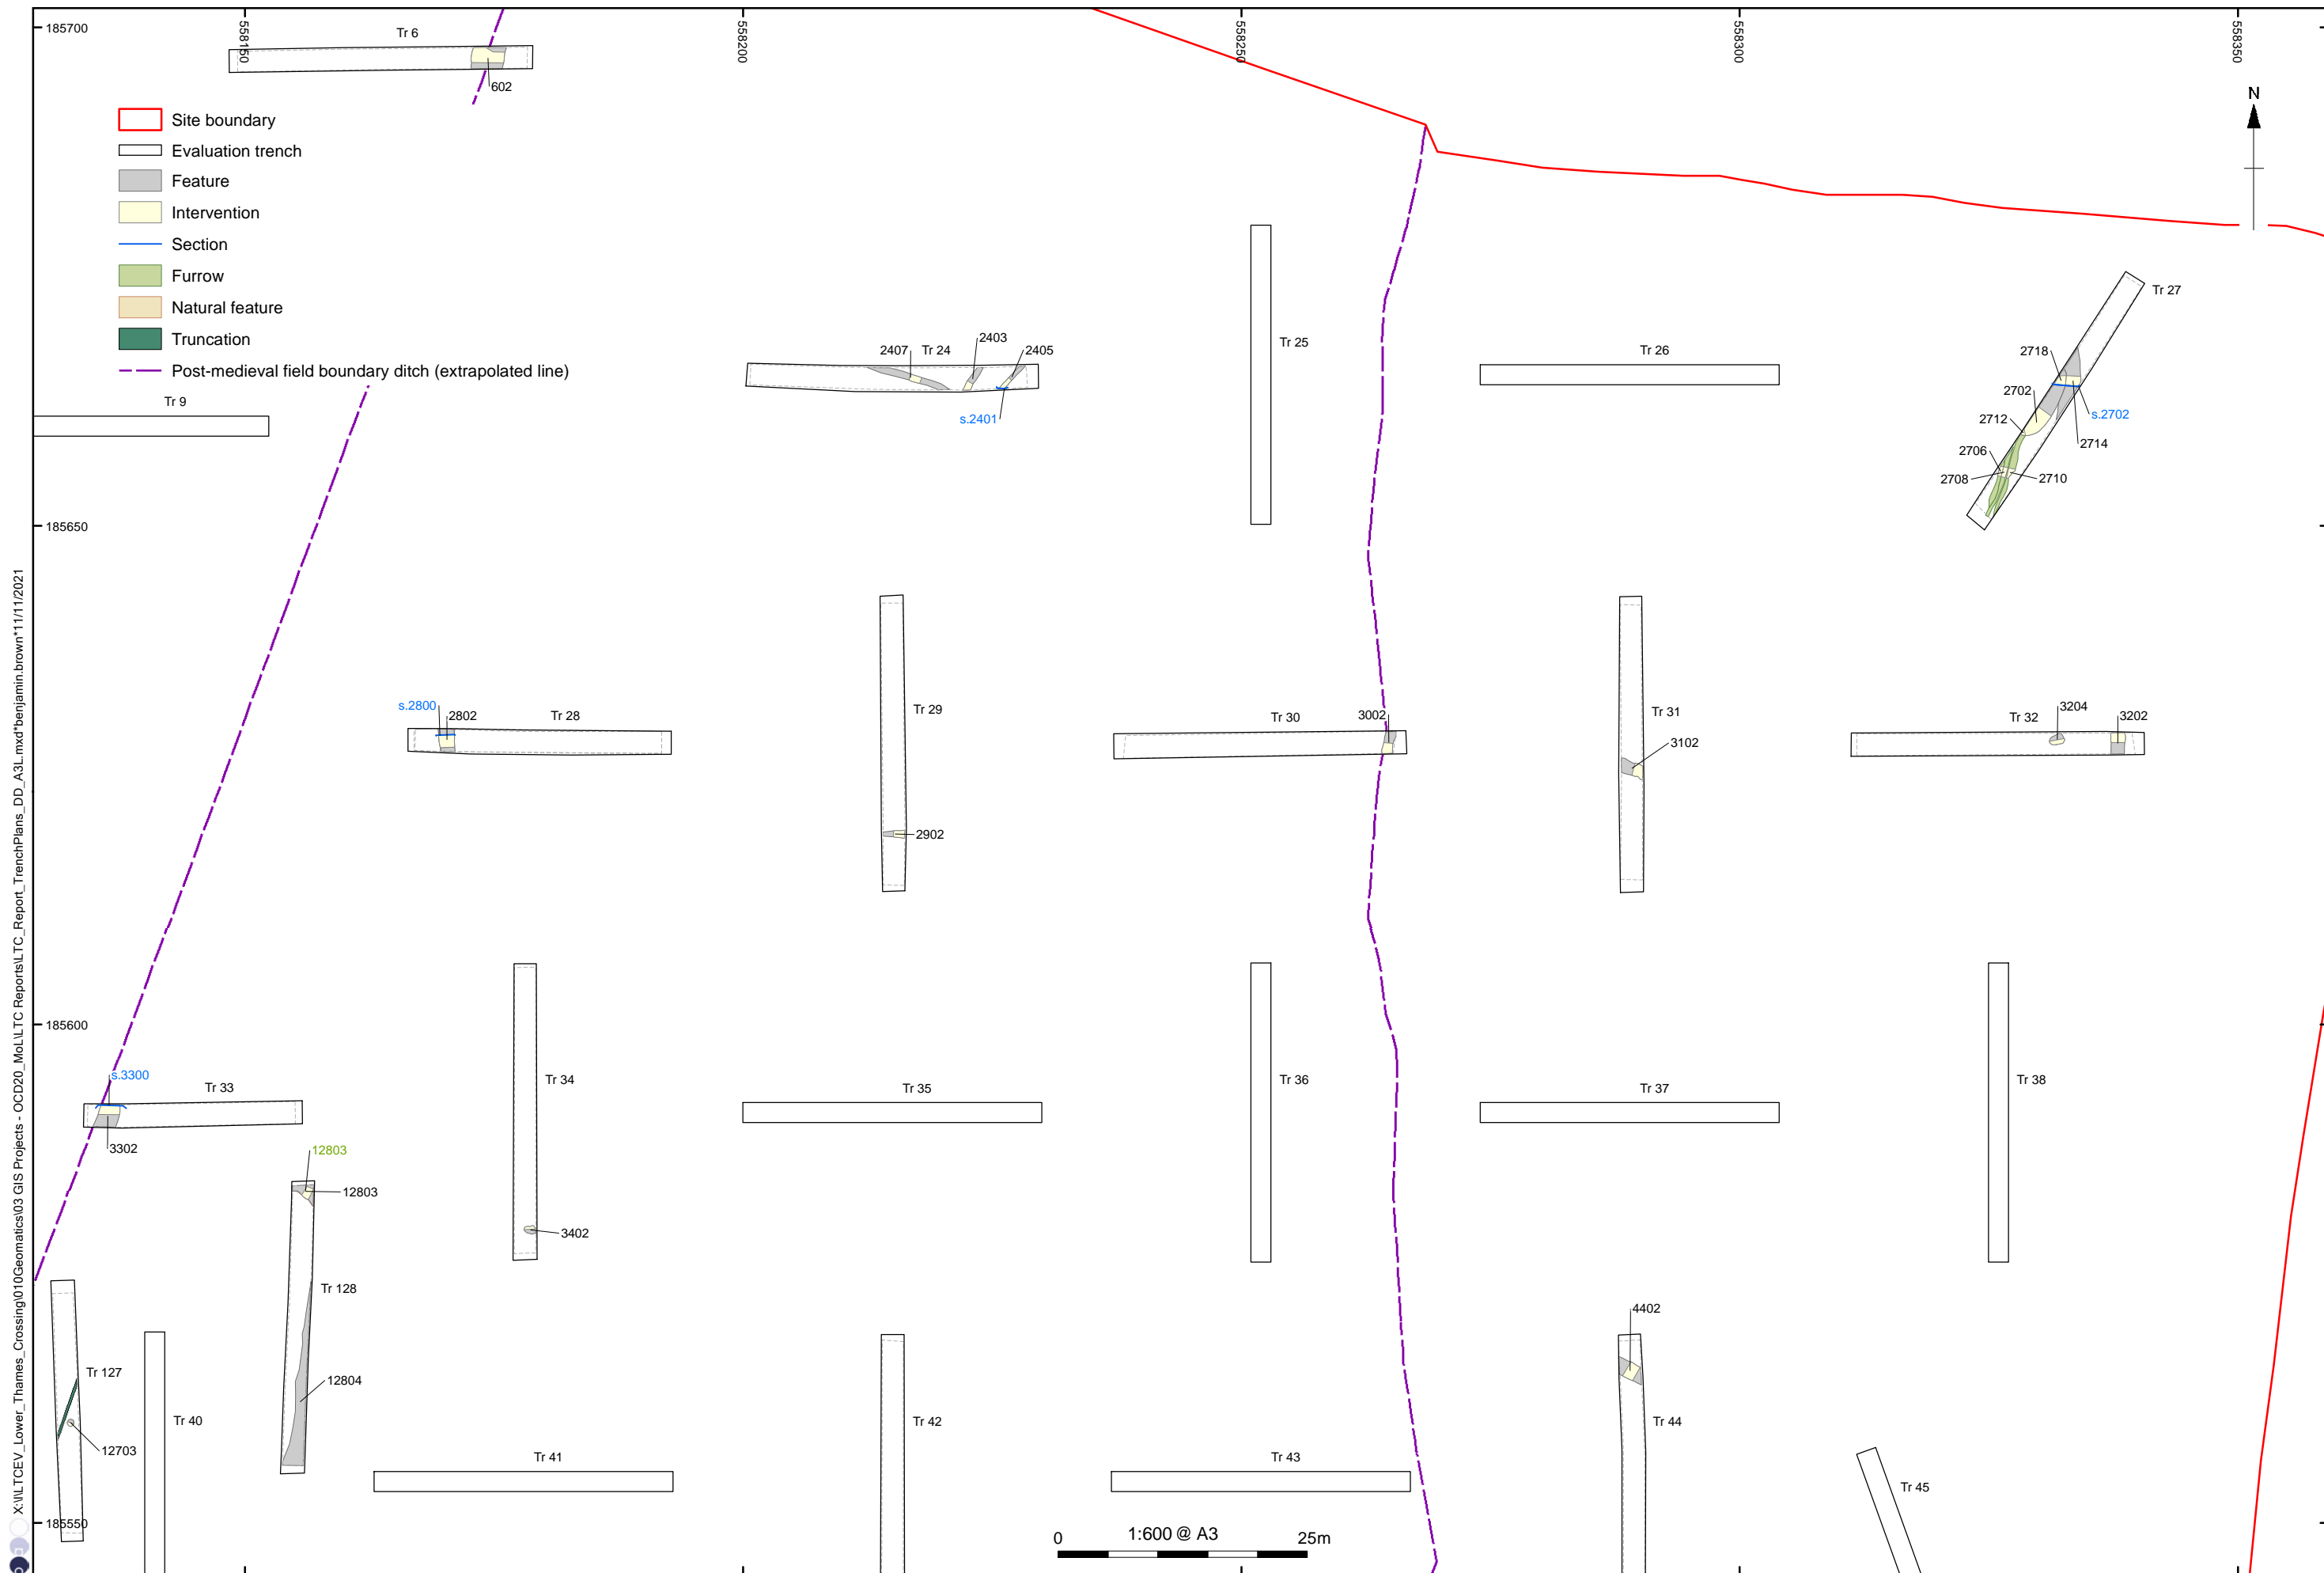 185700
558150
558200
558250
558300
558350
Tr 6
602
N
Site boundary
Evaluation trench
Feature
Intervention
Section
Furrow
Natural feature
Truncation
Post-medieval field boundary ditch (extrapolated line)
Tr 9
2407
Tr 24
2403
2405
s.2401
Tr 25
Tr 26
Tr 27
2718
2702
s.2702
2712
2714
2706
2708
2710
185650
s.2800
2802
Tr 28
Tr 29
2902
Tr 30
3002
Tr 31
3102
Tr 32
3204
3202
185600
s.3300
Tr 33
3302
12803
12803
Tr 34
3402
Tr 35
Tr 36
Tr 37
Tr 38
Tr 128
12804
Tr 127
12703
Tr 40
Tr 41
Tr 42
Tr 43
4402
Tr 44
Tr 45
185550
0
1:600 @ A3
25m
X:\l\LTCEV_Lower_Thames_Crossing\010Geomatics\03 GIS Projects - OCD20_MoL\LTC Reports\LTC_Report_TrenchPlans_DD_A3L.mxd*benjamin.brown*11/11/2021